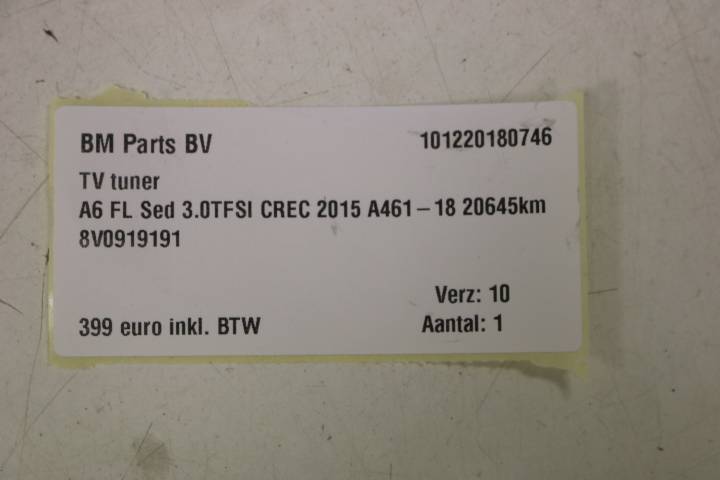 BM Parts BV 101220180746
TV tuner
A6 FL Sed 3.0TFSI CREC 2015 A461-18 20645km
8V0919191
Verz: 10
399 euro inkl. BTW Aantal: 1